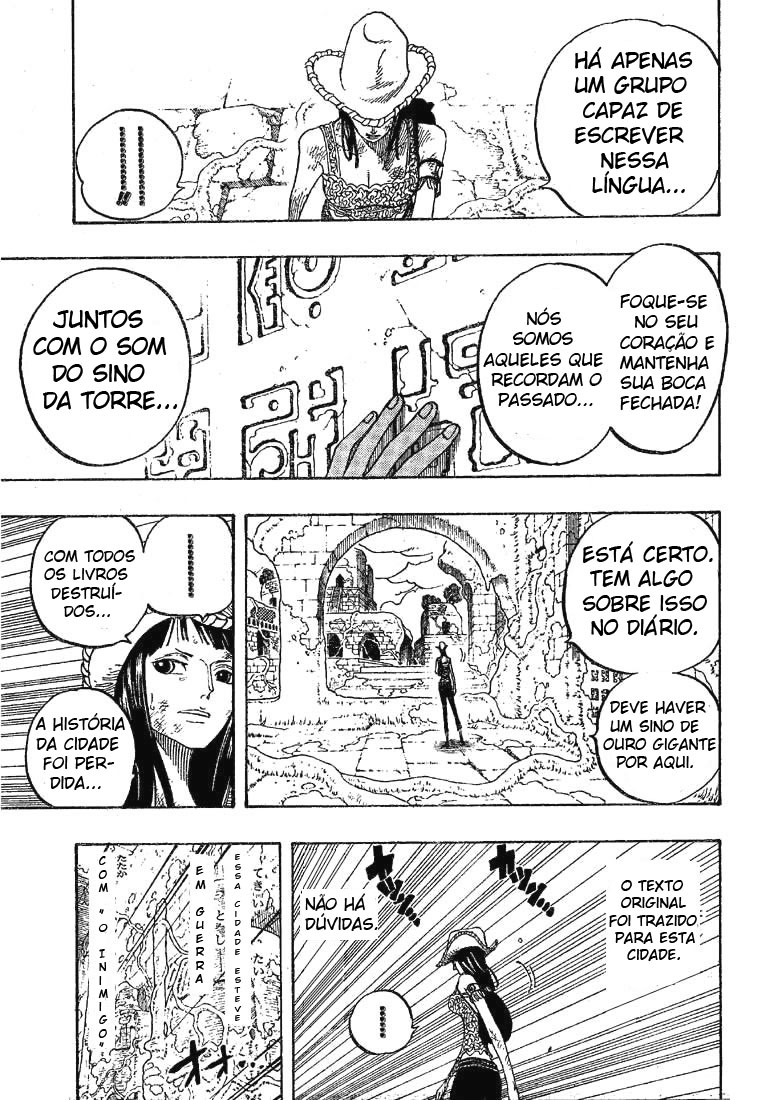 HÁ APENAS
UM GRUPO
CAPAZ DE
ESCREVER
NESSA
LÍNGUA...
!!
FOQUE-SE
NO SEU
CORAÇÃO E
MANTENHA
SUA BOCA
FECHADA!
NÓS
SOMOS
AQUELES QUE
RECORDAM O
PASSADO...
JUNTOS
COM O SOM
DO SINO
DA TORRE...
ESTÁ CERTO.
TEM ALGO
SOBRE ISSO
NO DIÁRIO.
DEVE HAVER
UM SINO DE
OURO GIGANTE
POR AQUI.
COM TODOS
OS LIVROS
DESTRUÍ-
DOS...
A HISTÓRIA
DA CIDADE
FOI PER-
DIDA...
O TEXTO
ORIGINAL
FOI TRAZIDO
PARA ESTA
CIDADE.
NÃO HÁ
DÚVIDAS.
ESSA CIDADE ESTEVE
EM GUERRA
COM "O INIMIGO".